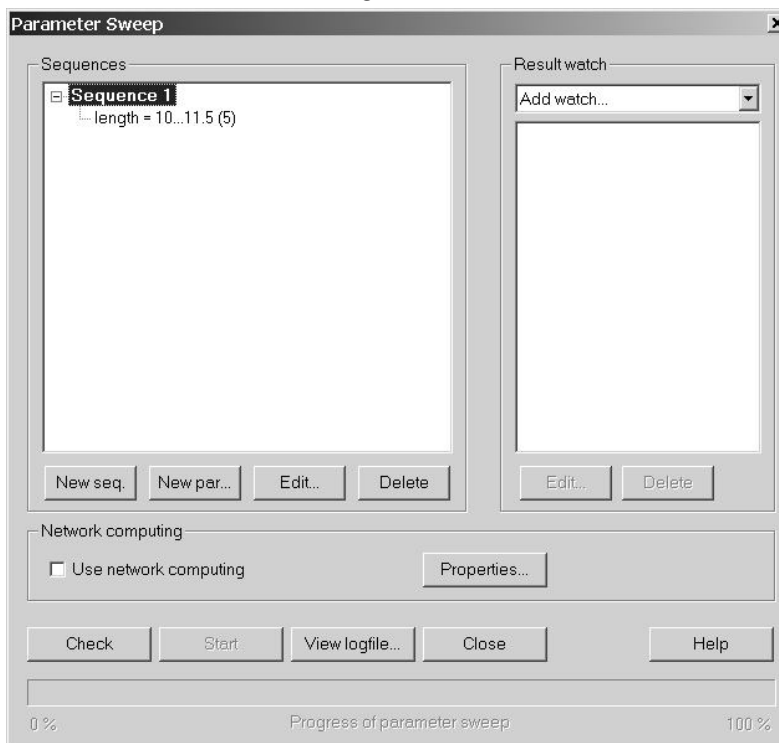 Parameter Sweep
Sequences
Sequence 1
length = 10...11.5 (5)
New seq.
New par...
Edit...
Delete
Result watch
Add watch...
Edit...
Delete
Network computing
Use network computing
Properties...
Check
Start
View logfile...
Close
Help
0 %
Progress of parameter sweep
100 %